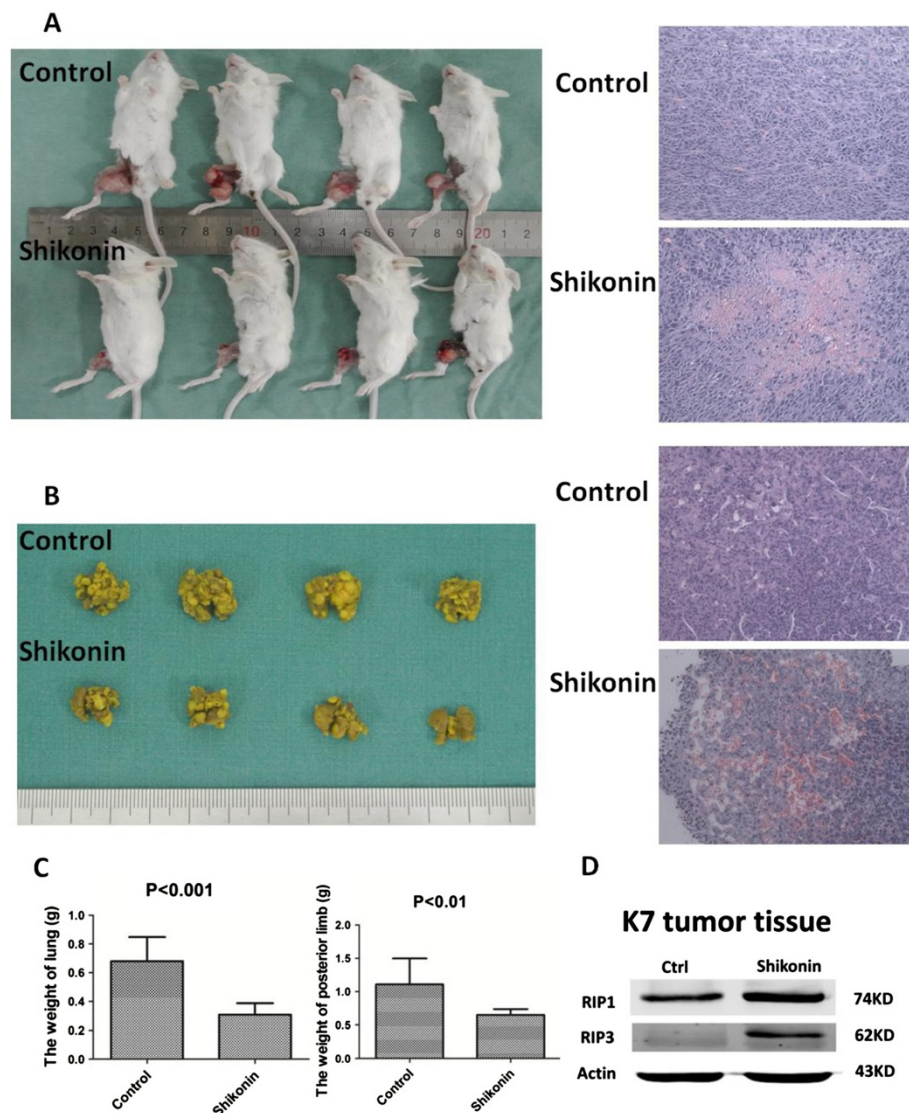 A
Control
Shikonin
Control
Shikonin
B
Control
Shikonin
Control
Shikonin
C
P<0.001
The weight of lung (g)
1.0
0.8
0.6
0.4
0.2
0.0
Control
Shikonin
P<0.01
The weight of posterior limb (g)
2.0
1.5
1.0
0.5
0.0
Control
Shikonin
D
K7 tumor tissue
Ctrl Shikonin
RIP1 74KD
RIP3 62KD
Actin 43KD